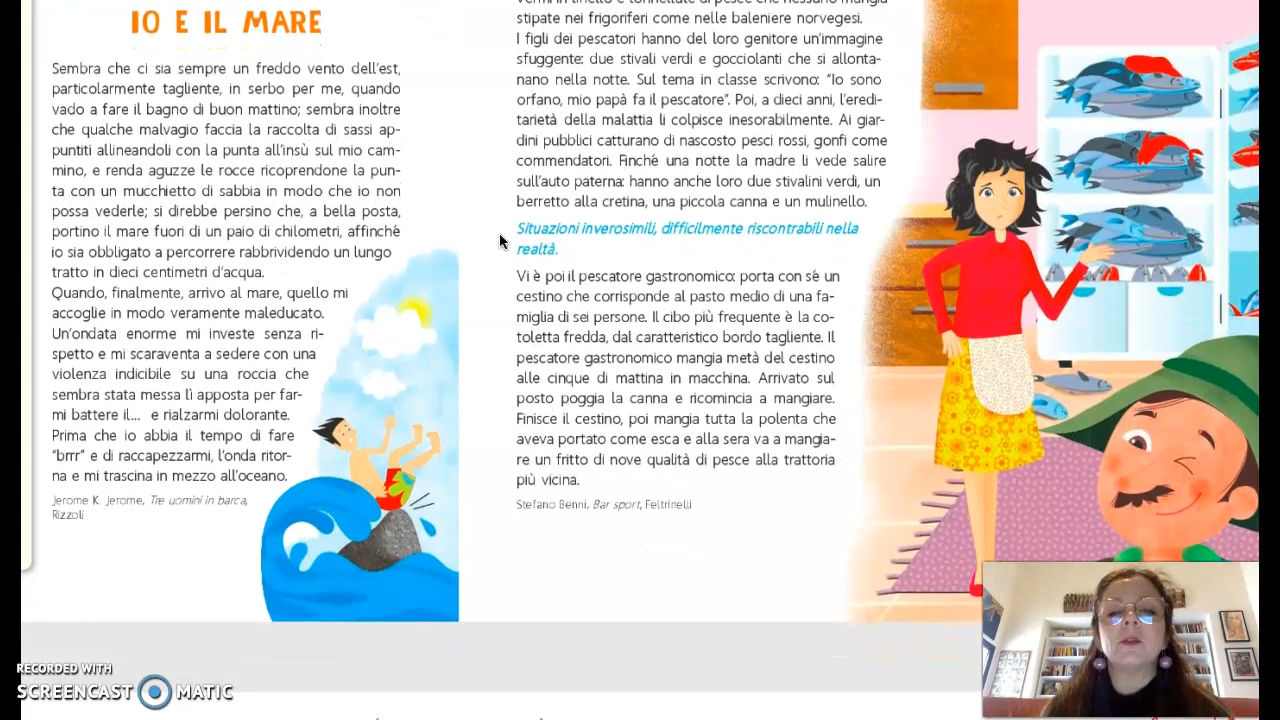 IO E IL MARE
Sembra che ci sia sempre un freddo vento dell'est,
particolarmente tagliente, in serbo per me, quando
vado a fare il bagno di buon mattino; sembra inoltre
che qualche malvagio faccia la raccolta di sassi ap-
puntiti allineandoli con la punta all'insù sul mio cam-
mino, e renda aguzze le rocce ricoprendone la pun-
ta con un mucchietto di sabbia in modo che io non
possa vederle; si direbbe persino che, a bella posta,
portino il mare fuori di un paio di chilometri, affinché
io sia obbligato a percorrere rabbrividendo un lungo
tratto in dieci centimetri d'acqua.
Quando, finalmente, arrivo al mare, quello mi
accoglie in modo veramente maleducato.
Un'ondata enorme mi investe senza ri-
spetto e mi scaraventa a sedere con una
violenza indicibile su una roccia che
sembra stata messa lì apposta per far-
mi battere il... e rialzarmi dolorante.
Prima che io abbia il tempo di fare
“brrr” e di raccapezzarmi, l'onda ritor-
na e mi trascina in mezzo all'oceano.
Jerome K. Jerome, Tre uomini in barca,
Rizzoli
vermi in tinello e tonnellate di pesce che nessuno mangia
stipate nei frigoriferi come nelle baleniere norvegesi.
I figli dei pescatori hanno del loro genitore un'immagine
sfuggente: due stivali verdi e gocciolanti che si allonta-
nano nella notte. Sul tema in classe scrivono: “Io sono
orfano, mio papà fa il pescatore”. Poi, a dieci anni, l'eredi-
tarietà della malattia li colpisce inesorabilmente. Ai giar-
dini pubblici catturano di nascosto pesci rossi, gonfi come
commendatori. Finché una notte la madre li vede salire
sull'auto paterna: hanno anche loro due stivalini verdi, un
berretto alla cretina, una piccola canna e un mulinello.
Situazioni inverosimili, difficilmente riscontrabili nella
realtà.
Vi è poi il pescatore gastronomico: porta con sé un
cestino che corrisponde al pasto medio di una fa-
miglia di sei persone. Il cibo più frequente è la co-
toletta fredda, dal caratteristico bordo tagliente. Il
pescatore gastronomico mangia metà del cestino
alle cinque di mattina in macchina. Arrivato sul
posto poggia la canna e ricomincia a mangiare.
Finisce il cestino, poi mangia tutta la polenta che
aveva portato come esca e alla sera va a mangia-
re un fritto di nove qualità di pesce alla trattoria
più vicina.
Stefano Benni, Bar sport, Feltrinelli
RECORDED WITH
SCREENCAST MATIC